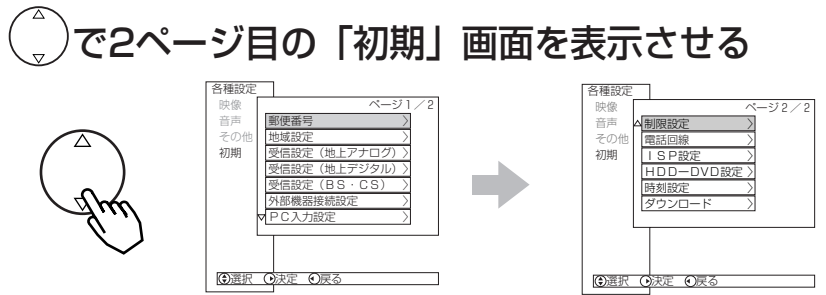 で2ページ目の「初期」画面を表示させる
各種設定
映像
音声
その他
初期
ページ1／2
郵便番号
地域設定
受信設定（地上アナログ）
受信設定（地上デジタル）
受信設定（BS・CS）
外部機器接続設定
PC入力設定
選択 決定 戻る
各種設定
映像
音声
その他
初期
ページ2／2
制限設定
電話回線
ISP設定
HDD－DVD設定
時刻設定
ダウンロード
選択 決定 戻る